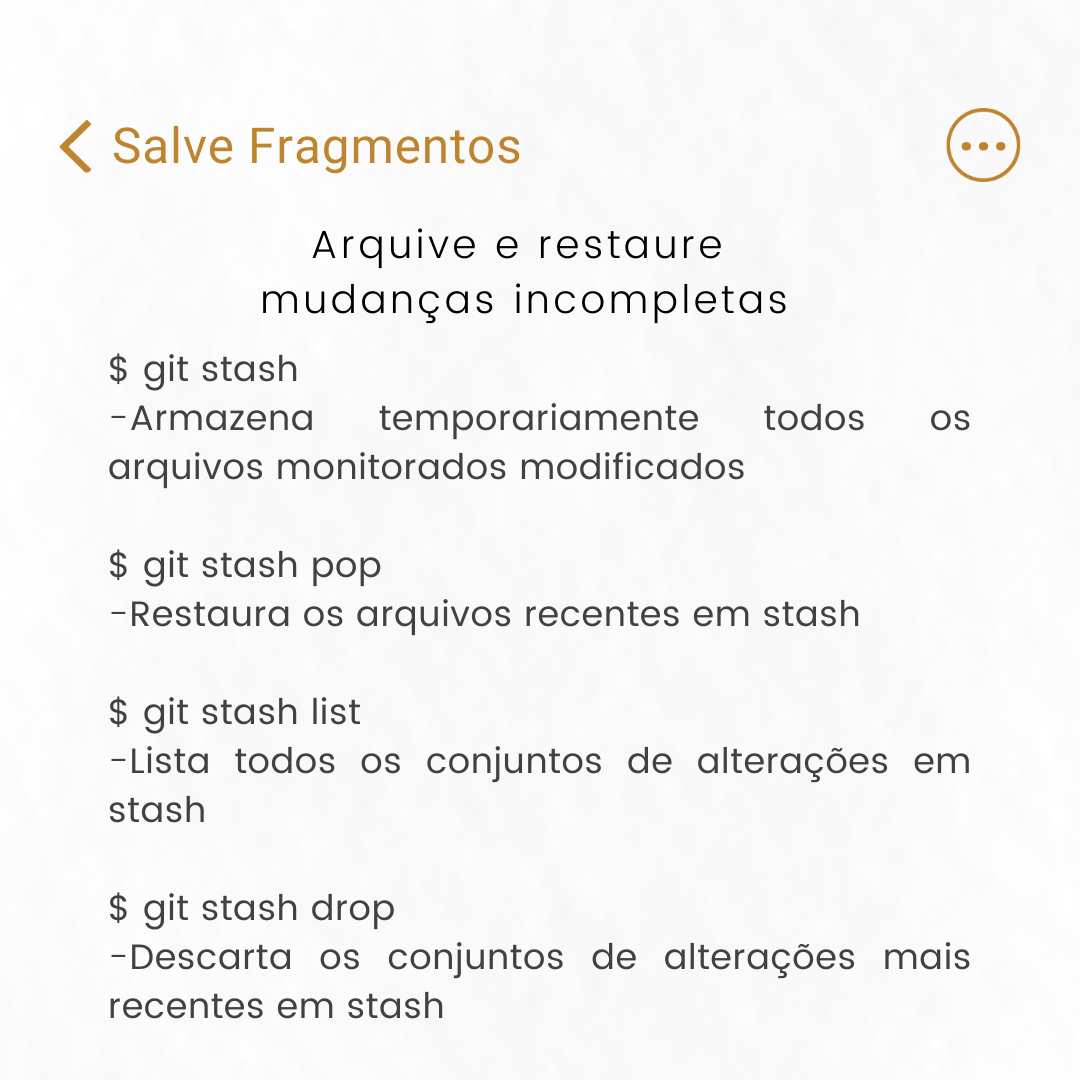 Salve Fragmentos
Arquive e restaure
mudanças incompletas
$ git stash
-Armazena temporariamente todos os
arquivos monitorados modificados
$ git stash pop
-Restaura os arquivos recentes em stash
$ git stash list
-Lista todos os conjuntos de alterações em
stash
$ git stash drop
-Descarta os conjuntos de alterações mais
recentes em stash